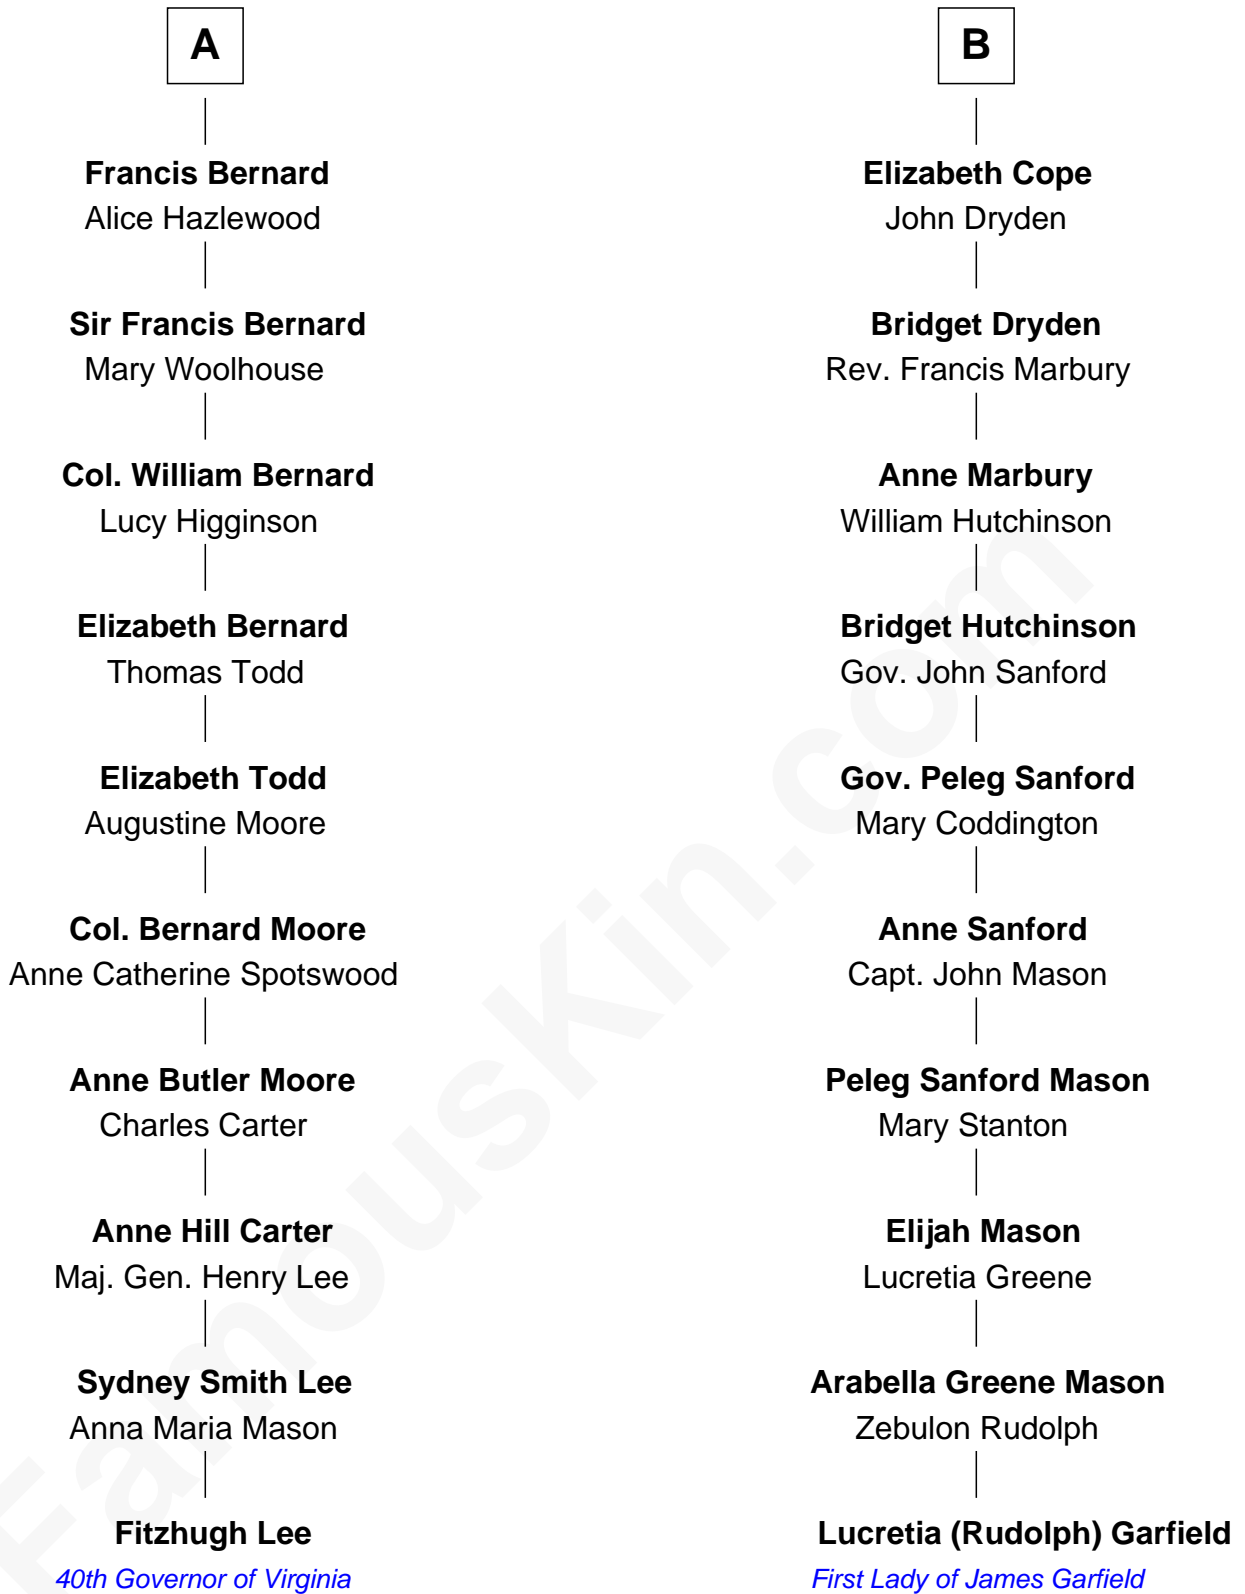 A
Francis Bernard
Alice Hazlewood
Sir Francis Bernard
Mary Woolhouse
Col. William Bernard
Lucy Higginson
Elizabeth Bernard
Thomas Todd
Elizabeth Todd
Augustine Moore
Col. Bernard Moore
Anne Catherine Spotswood
Anne Butler Moore
Charles Carter
Anne Hill Carter
Maj. Gen. Henry Lee
Sydney Smith Lee
Anna Maria Mason
Fitzhugh Lee
40th Governor of Virginia
B
Elizabeth Cope
John Dryden
Bridget Dryden
Rev. Francis Marbury
Anne Marbury
William Hutchinson
Bridget Hutchinson
Gov. John Sanford
Gov. Peleg Sanford
Mary Coddington
Anne Sanford
Capt. John Mason
Peleg Sanford Mason
Mary Stanton
Elijah Mason
Lucretia Greene
Arabella Greene Mason
Zebulon Rudolph
Lucretia (Rudolph) Garfield
First Lady of James Garfield
FamousKin.com